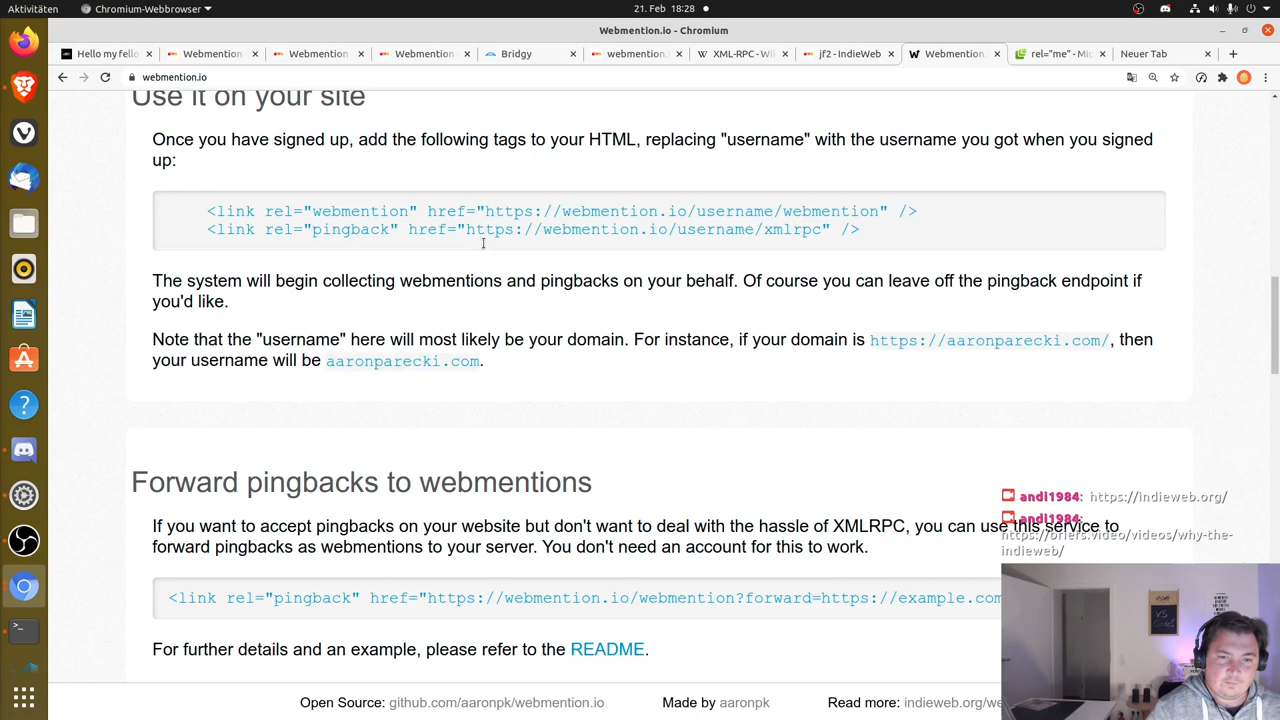 Aktivitäten
Chromium-Webbrowser
21. Feb 18:28
Webmention.io - Chromium
Hello my fello
Webmention
Webmention
Webmention
Bridgy
webmention.
XML-RPC - Wi
jf2 - IndieWeb
Webmention.
rel="me" - Mic
Neuer Tab
webmention.io
Use it on your site
Once you have signed up, add the following tags to your HTML, replacing "username" with the username you got when you signed
up:
<link rel="webmention" href="https://webmention.io/username/webmention" />
<link rel="pingback" href="https://webmention.io/username/xmlrpc" />
The system will begin collecting webmentions and pingbacks on your behalf. Of course you can leave off the pingback endpoint if
you'd like.
Note that the "username" here will most likely be your domain. For instance, if your domain is https://aaronparecki.com/, then
your username will be aaronparecki.com.
Forward pingbacks to webmentions
andi1984: https://indieweb.org/
If you want to accept pingbacks on your website but don't want to deal with the hassle of XMLRPC, you can use this service to
andi1984:
https://briefs.video/videos/why-the-
indieweb/
forward pingbacks as webmentions to your server. You don't need an account for this to work.
<link rel="pingback" href="https://webmention.io/webmention?forward=https://example.com
For further details and an example, please refer to the README.
Open Source: github.com/aaronpk/webmention.io
Made by aaronpk
Read more: indieweb.org/we